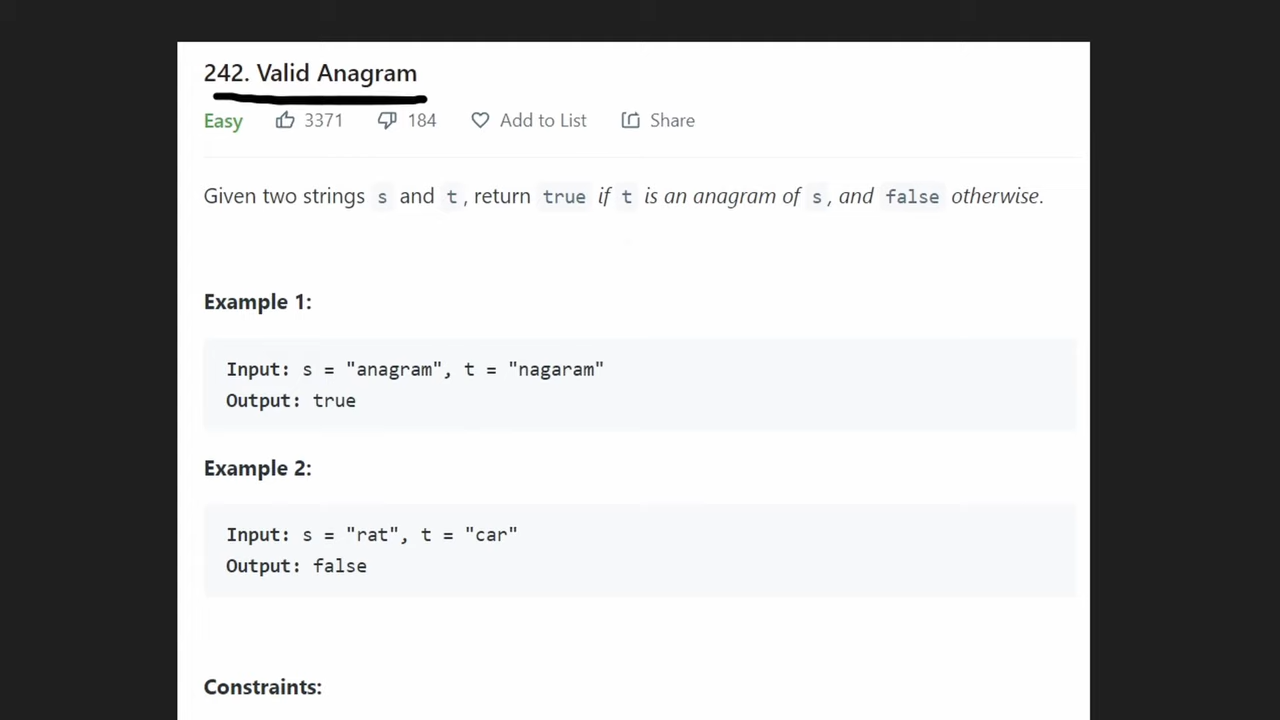 242. Valid Anagram
Easy 3371 184 Add to List Share
Given two strings s and t, return true if t is an anagram of s, and false otherwise.
Example 1:
Input: s = "anagram", t = "nagaram"
Output: true
Example 2:
Input: s = "rat", t = "car"
Output: false
Constraints: